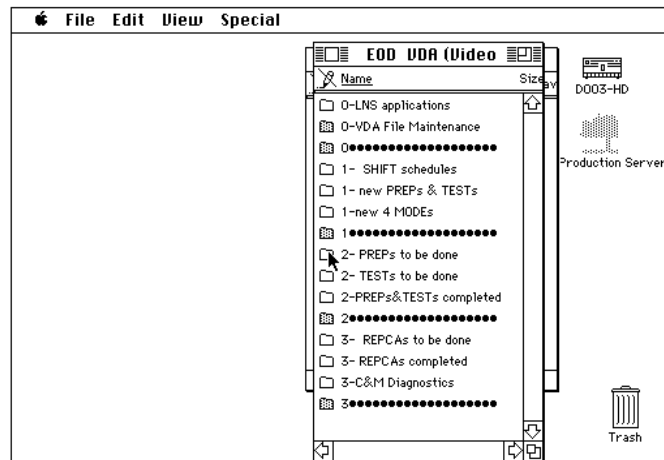 File Edit View Special
EOD VDA (Video
Name Size
av
0-LNS applications
0-VDA File Maintenance
0●●●●●●●●●●●●●●●●●●●
1- SHIFT schedules
1- new PREPs & TESTs
1-new 4 MODEs
1●●●●●●●●●●●●●●●●●●●
2- PREPs to be done
2- TESTs to be done
2-PREPs&TESTs completed
2●●●●●●●●●●●●●●●●●●●
3- REPCAs to be done
3- REPCAs completed
3-C&M Diagnostics
3●●●●●●●●●●●●●●●●●●●
D003-HD
Production Server
Trash